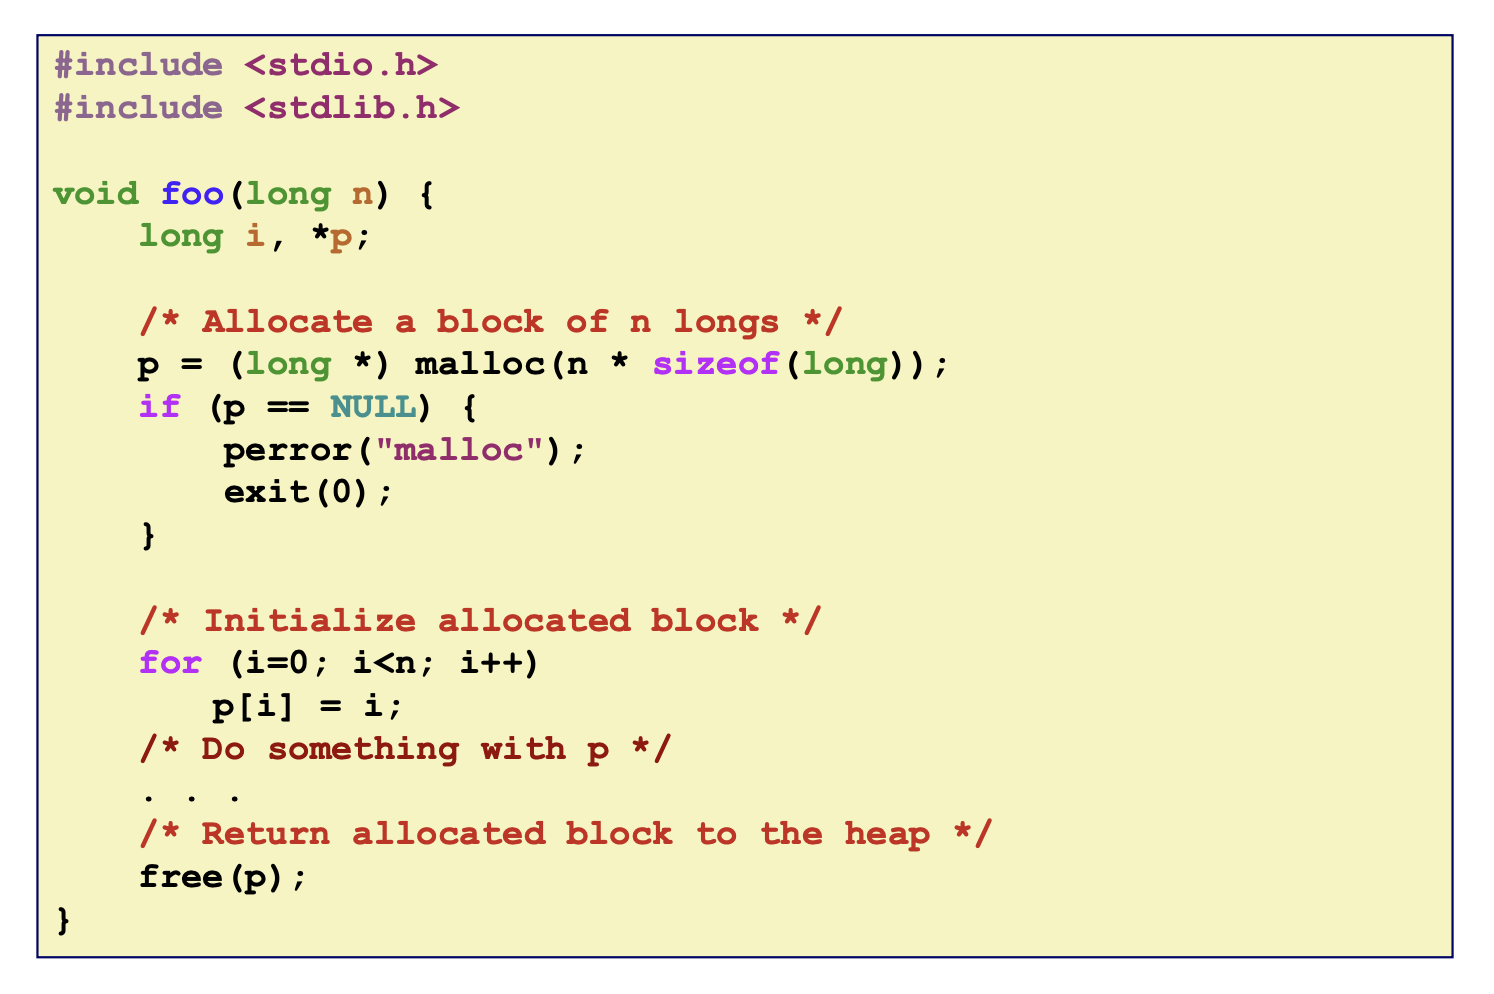 #include <stdio.h>
#include <stdlib.h>

void foo(long n) {
    long i, *p;

    /* Allocate a block of n longs */
    p = (long *) malloc(n * sizeof(long));
    if (p == NULL) {
        perror("malloc");
        exit(0);
    }

    /* Initialize allocated block */
    for (i=0; i<n; i++)
        p[i] = i;
    /* Do something with p */
    . . .
    /* Return allocated block to the heap */
    free(p);
}